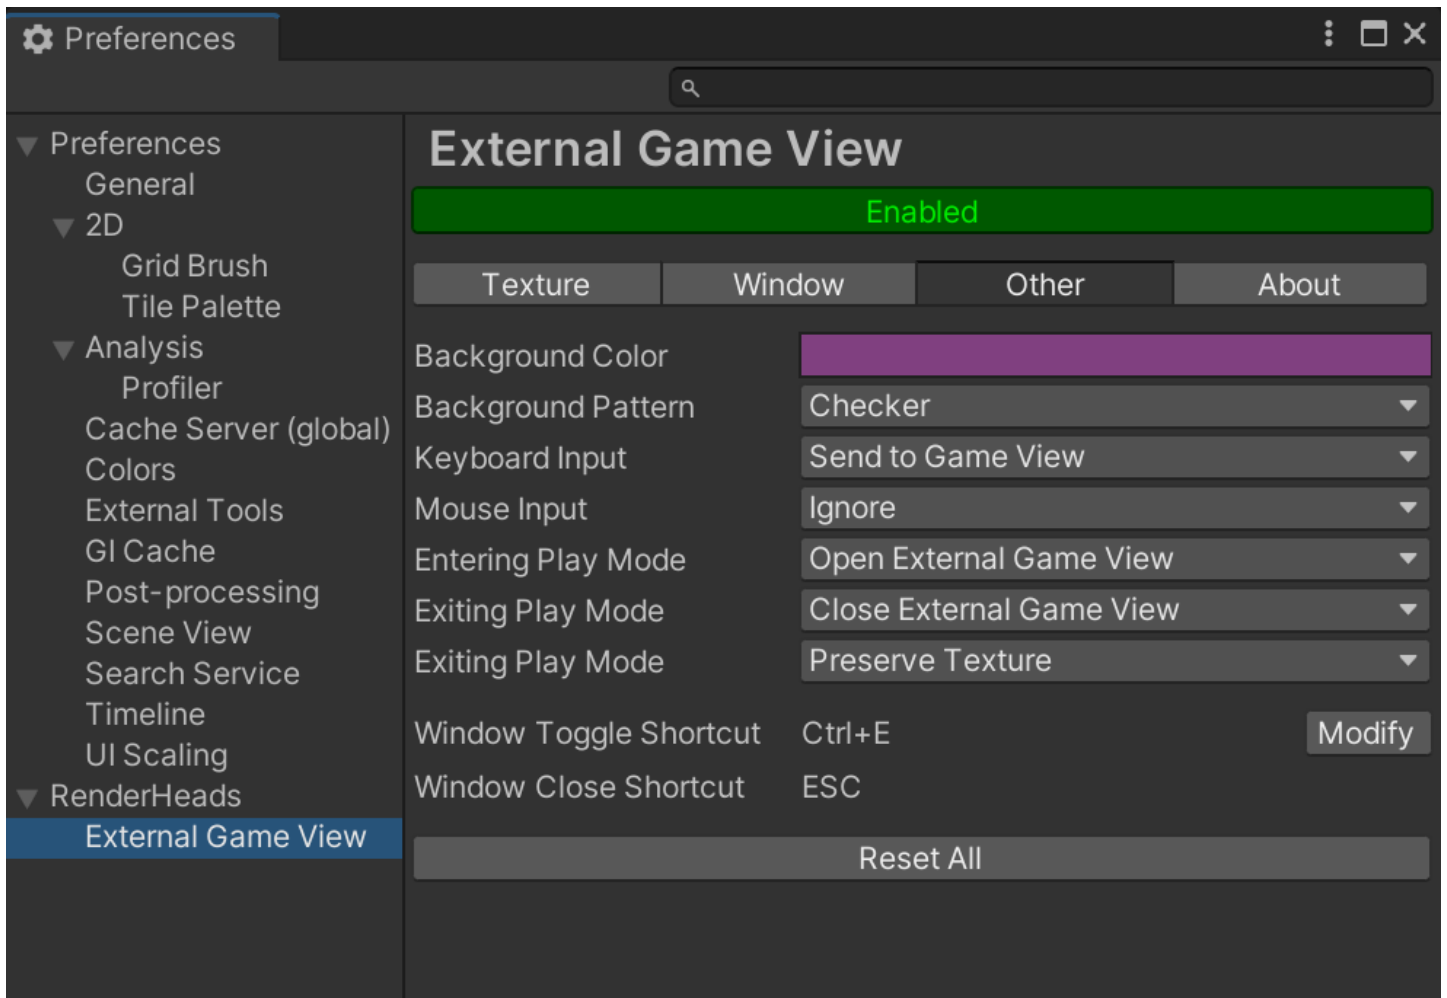 Preferences
Preferences
General
2D
Grid Brush
Tile Palette
Analysis
Profiler
Cache Server (global)
Colors
External Tools
GI Cache
Post-processing
Scene View
Search Service
Timeline
UI Scaling
RenderHeads
External Game View
External Game View
Enabled
Texture Window Other About
Background Color
Background Pattern Checker
Keyboard Input Send to Game View
Mouse Input Ignore
Entering Play Mode Open External Game View
Exiting Play Mode Close External Game View
Exiting Play Mode Preserve Texture
Window Toggle Shortcut Ctrl+E Modify
Window Close Shortcut ESC
Reset All